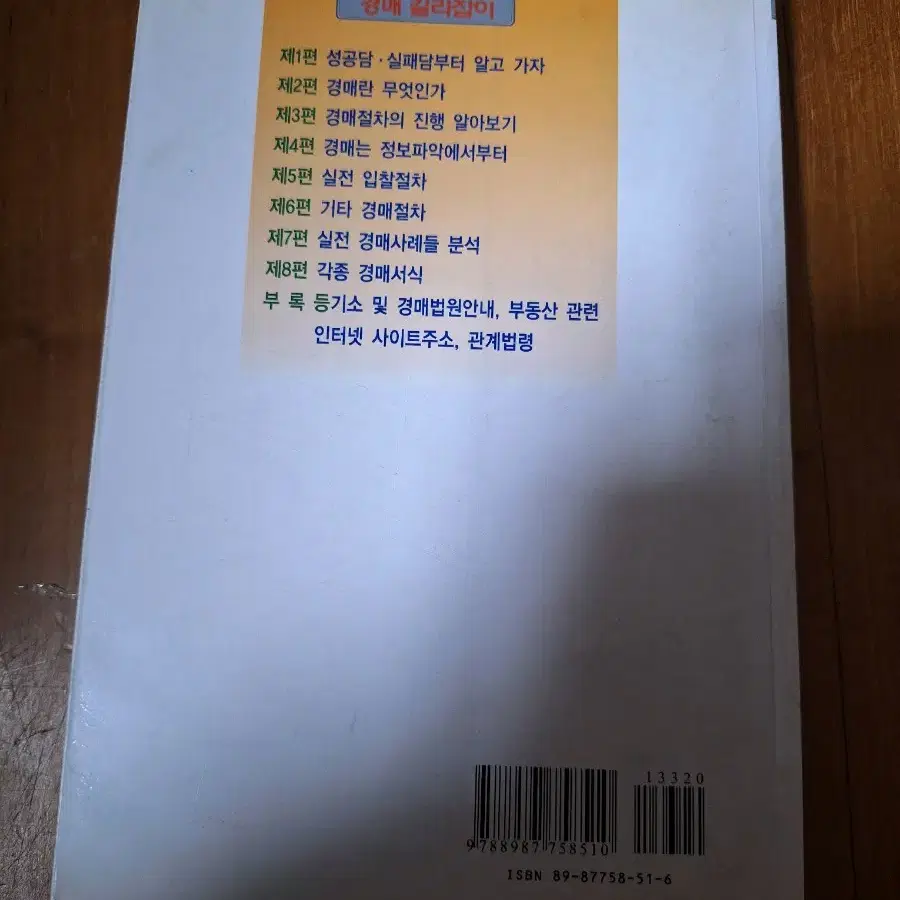 경매 길라잡이
제1편 성공담·실패담부터 알고 가자
제2편 경매란 무엇인가
제3편 경매절차의 진행 알아보기
제4편 경매는 정보파악에서부터
제5편 실전 입찰절차
제6편 기타 경매절차
제7편 실전 경매사례들 분석
제8편 각종 경매서식
부 록 등기소 및 경매법원안내, 부동산 관련
인터넷 사이트주소, 관계법령
13320
9788987758510
ISBN 89-87758-51-6